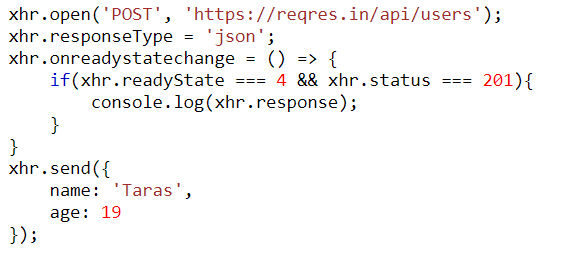 xhr.open('POST', 'https://reqres.in/api/users');
xhr.responseType = 'json';
xhr.onreadystatechange = () => {
    if(xhr.readyState === 4 && xhr.status === 201){
        console.log(xhr.response);
    }
}
xhr.send({
    name: 'Taras',
    age: 19
});